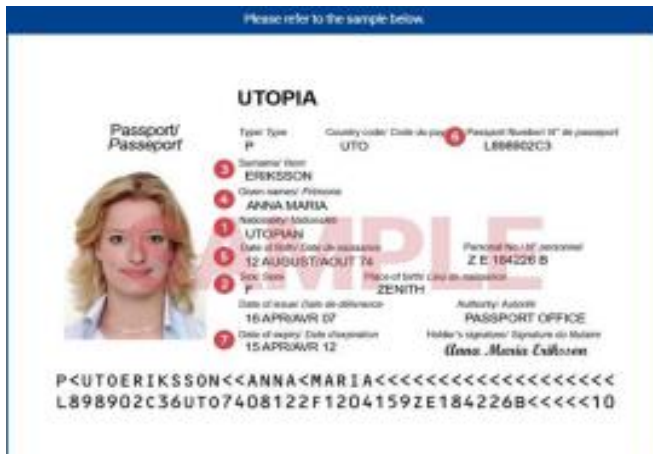 Please refer to the sample below.
UTOPIA
Passport/
Passeport
Type/ Type
Country code/ Code du pays
6
Passport Number/ N° de passeport
P
UTO
L898902C3
3
Surname/ Nom
ERIKSSON
4
Given names/ Prénoms
ANNA MARIA
1
Nationality/ Nationalité
UTOPIAN
5
Date of Birth/ Date de naissance
Personal No./ N° personnel
12 AUGUST/AOUT 74
Z E 184226 B
2
Sex/ Sexe
Place of birth/ Lieu de naissance
F
ZENITH
Date of issue/ Date de délivrance
Authority/ Autorité
16 APR/AVR 07
PASSPORT OFFICE
7
Date of expiry/ Date d'expiration
Holder's signature/ Signature du titulaire
15 APR/AVR 12
Anna Maria Eriksson
SAMPLE
P<UTOERIKSSON<<ANNA<MARIA<<<<<<<<<<<<<<<<<<<
L898902C36UTO7408122F1204159ZE184226B<<<<<10